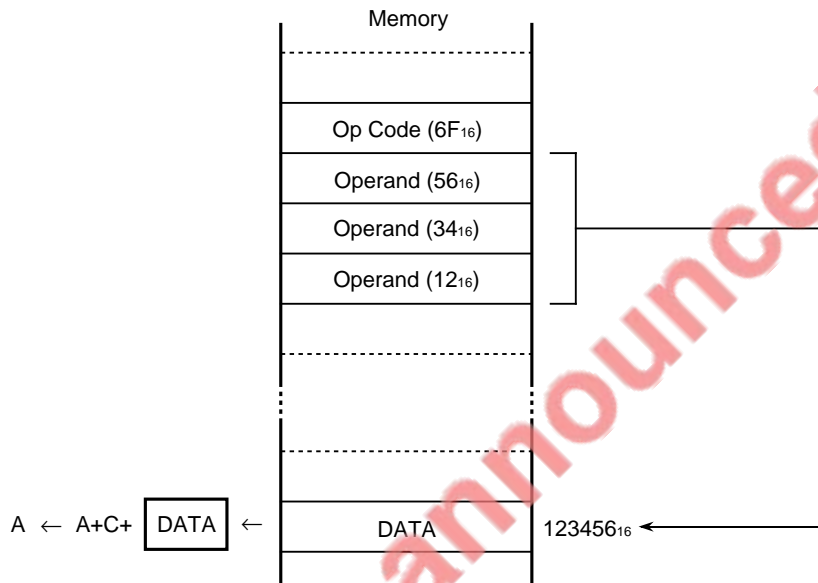 Memory
Op Code (6F₁₆)
Operand (56₁₆)
Operand (34₁₆)
Operand (12₁₆)
A ← A+C+ DATA ← DATA 123456₁₆
announced